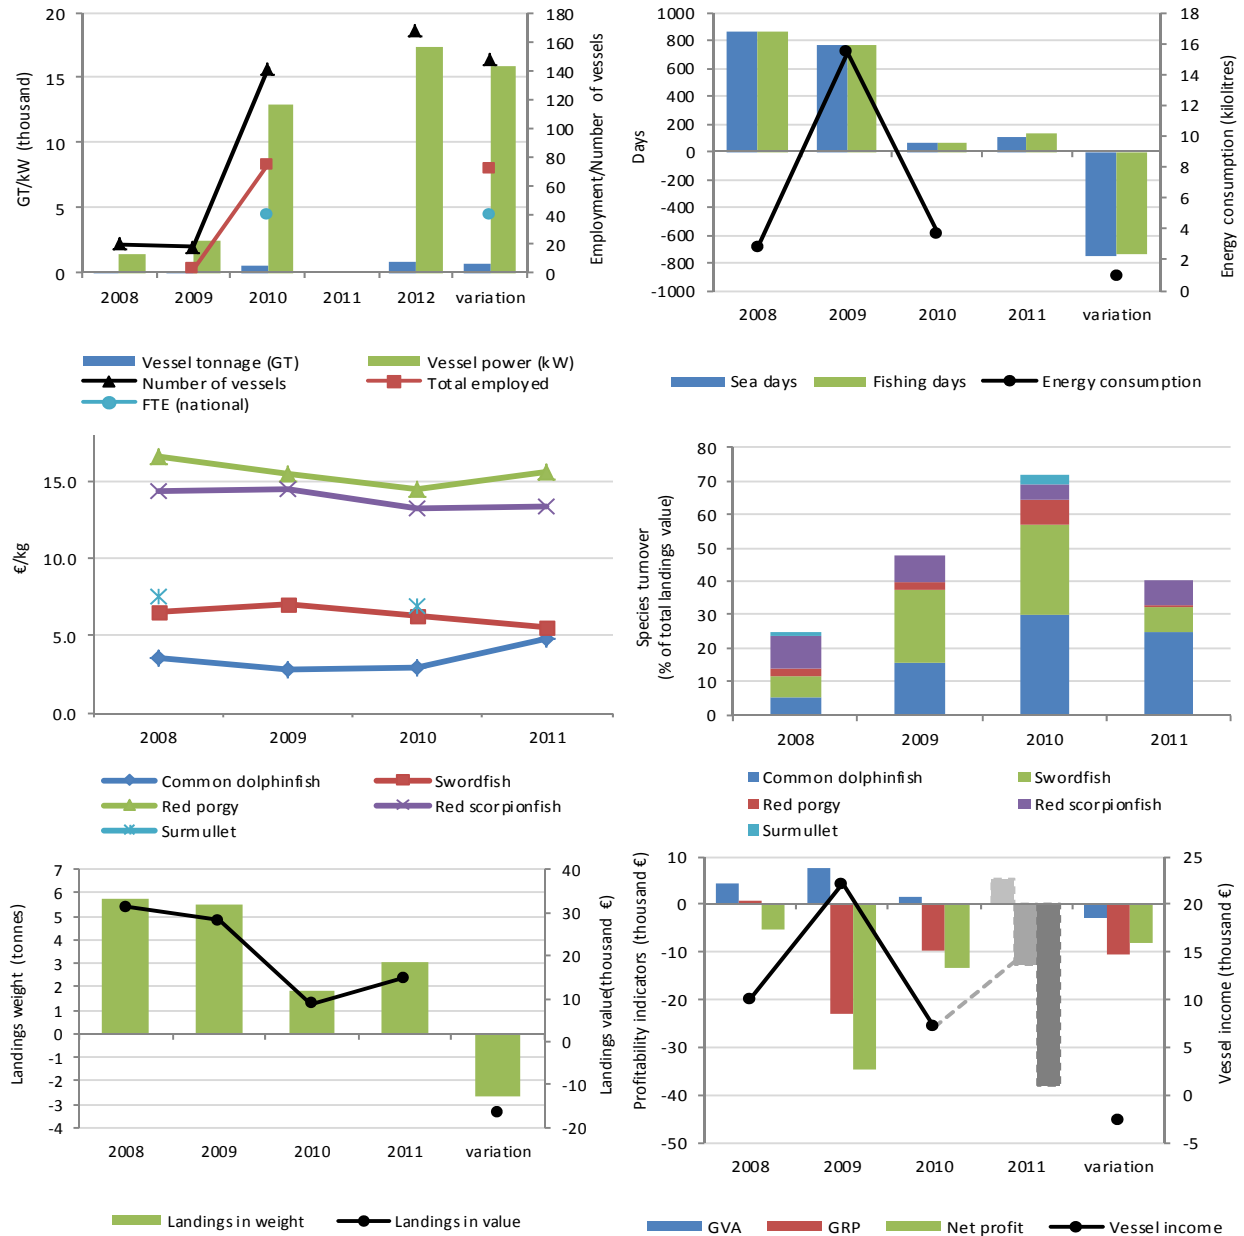 20
15
10
5
0
GT/kW (thousand)
180
160
140
120
100
80
60
40
20
0
Employment/Number of vessels
2008 2009 2010 2011 2012 variation
Vessel tonnage (GT) Vessel power (kW)
Number of vessels Total employed
FTE (national)
1000
800
600
400
200
0
-200
-400
-600
-800
-1000
Days
18
16
14
12
10
8
6
4
2
0
Energy consumption (kilolitres)
2008 2009 2010 2011 variation
Sea days Fishing days Energy consumption
15.0
10.0
5.0
0.0
€/kg
2008 2009 2010 2011
Common dolphinfish Swordfish
Red porgy Red scorpionfish
Surmullet
80
70
60
50
40
30
20
10
0
Species turnover
(% of total landings value)
2008 2009 2010 2011
Common dolphinfish Swordfish
Red porgy Red scorpionfish
Surmullet
7
6
5
4
3
2
1
0
-1
-2
-3
-4
Landings weight (tonnes)
40
30
20
10
0
-10
-20
Landings value(thousand €)
2008 2009 2010 2011 variation
Landings in weight Landings in value
10
0
-10
-20
-30
-40
-50
Profitability indicators (thousand €)
25
20
15
10
5
0
-5
Vessel income (thousand €)
2008 2009 2010 2011 variation
GVA GRP Net profit Vessel income